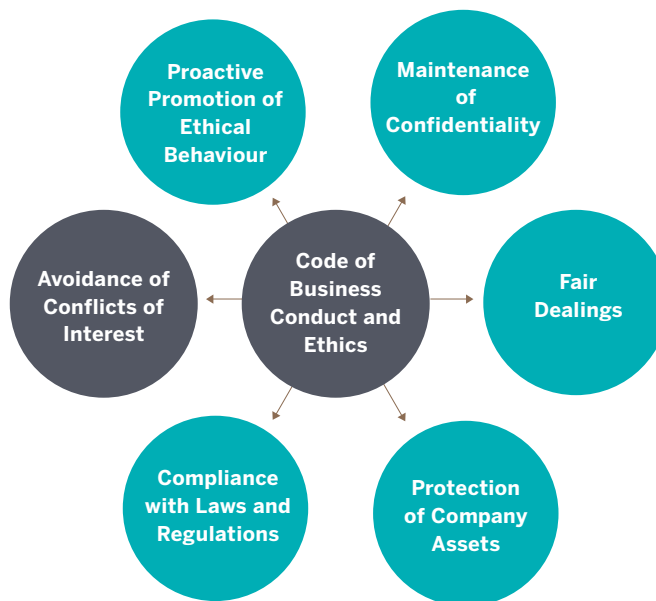 Proactive
Promotion of
Ethical
Behaviour
Maintenance
of
Confidentiality
Avoidance of
Conflicts of
Interest
Code of
Business
Conduct and
Ethics
Fair
Dealings
Compliance
with Laws and
Regulations
Protection
of Company
Assets